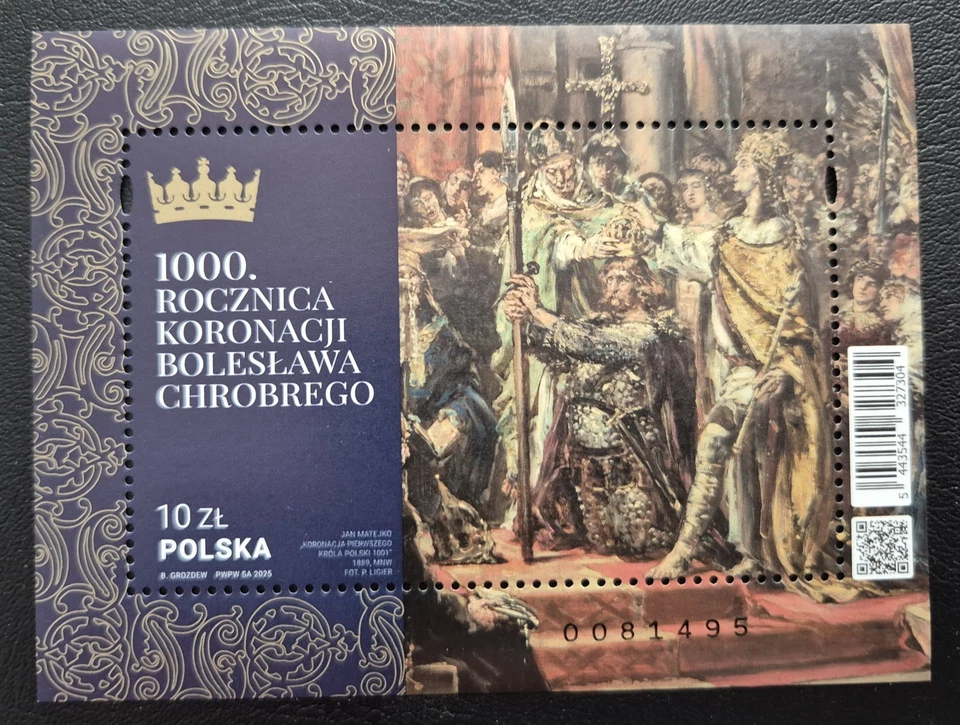 1000.
ROCZNICA
KORONACJI
BOLESŁAWA
CHROBREGO
10 ZŁ
POLSKA
B. GROZDEW PWPW SA 2025
JAN MATEJKO
„KORONACJA PIERWSZEGO
KRÓLA POLSKI 1001"
1889, MNW
FOT. P. LIGIER
5 443544 327304
0081495